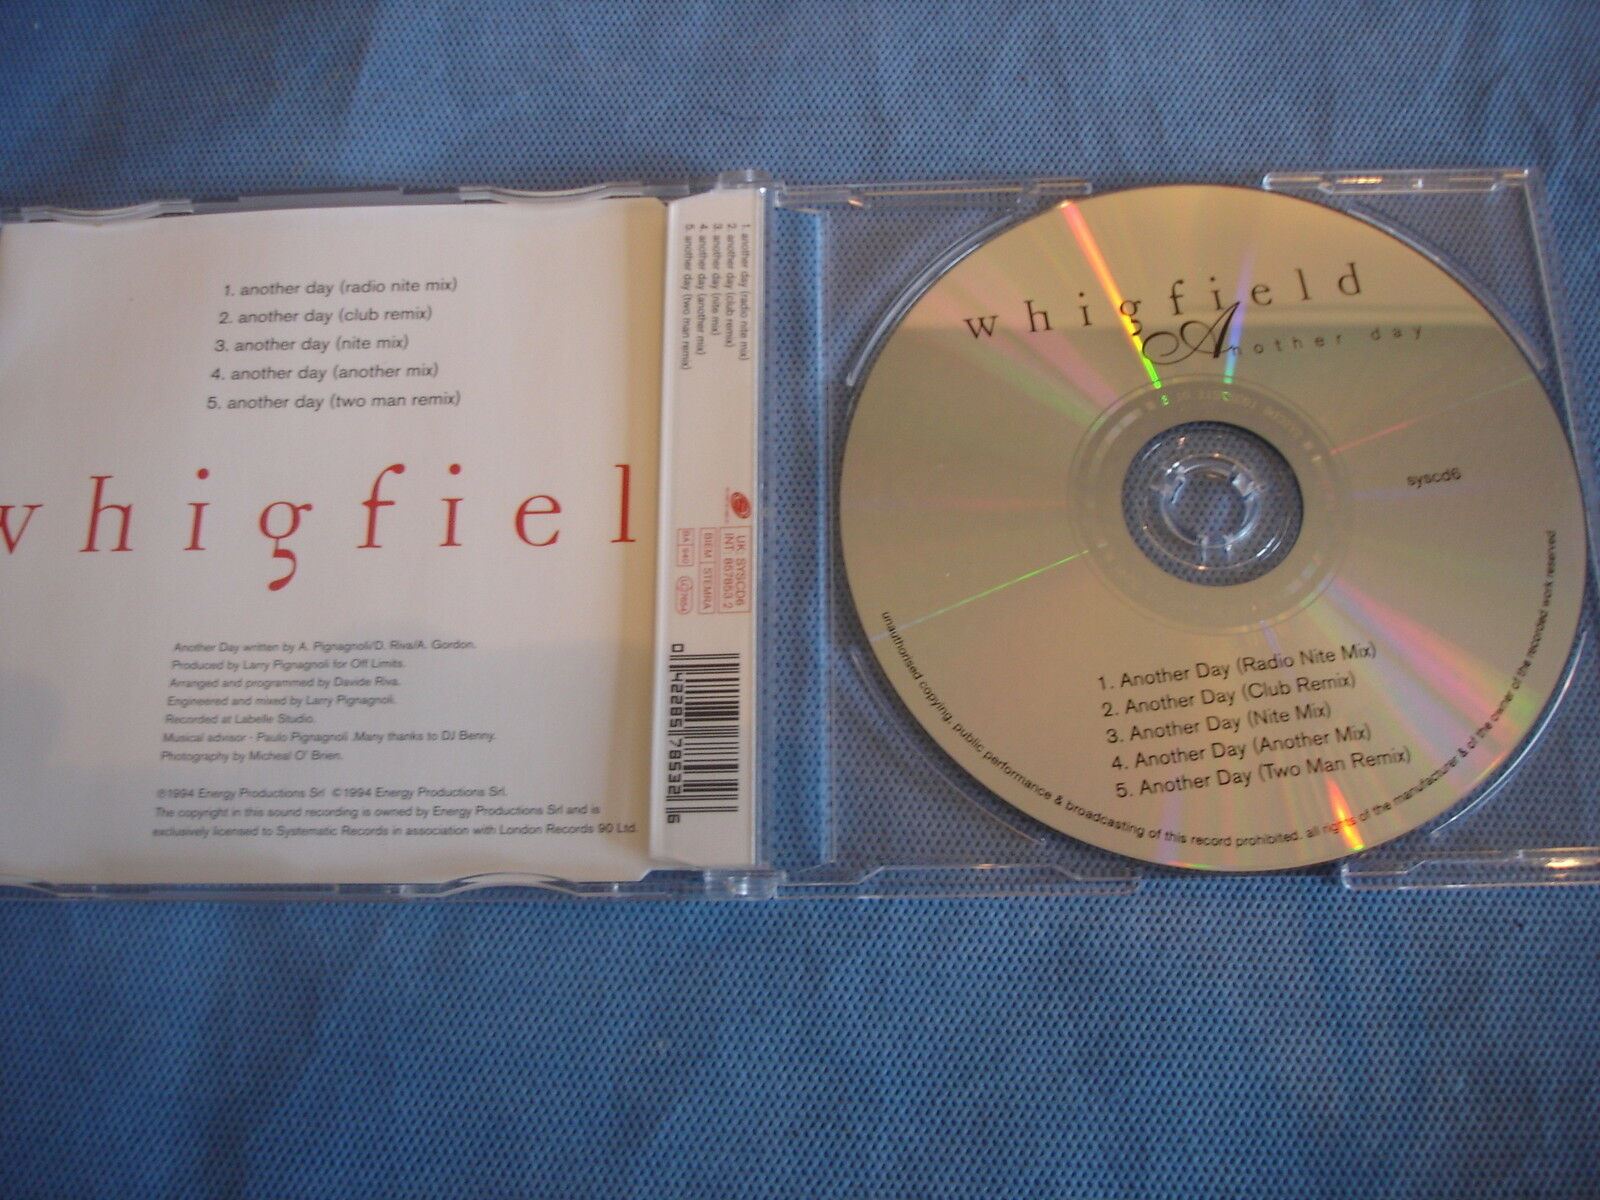 1. another day (radio nite mix)
2. another day (club remix)
3. another day (nite mix)
4. another day (another mix)
5. another day (two man remix)
whigfiel
Another Day written by A. Pignagnoli/D. Riva/A. Gordon.
Produced by Larry Pignagnoli for Off Limits.
Arranged and programmed by Davide Riva.
Engineered and mixed by Larry Pignagnoli.
Recorded at Labelle Studio.
Musical advisor - Paulo Pignagnoli .Many thanks to DJ Benny.
Photography by Micheal O' Brien.
℗1994 Energy Productions Srl ©1994 Energy Productions Srl.
The copyright in this sound recording is owned by Energy Productions Srl and is
exclusively licensed to Systematic Records in association with London Records 90 Ltd.
1. another day (radio nite mix)
2. another day (club remix)
3. another day (nite mix)
4. another day (another mix)
5. another day (two man remix)
UK: SYSCD6
INT: 857853 2
BIEM STEMRA
BA 940
0 42285 78532 6
whigfield
Another day
syscd6
1. Another Day (Radio Nite Mix)
2. Another Day (Club Remix)
3. Another Day (Nite Mix)
4. Another Day (Another Mix)
5. Another Day (Two Man Remix)
unauthorised copying, public performance & broadcasting of this record prohibited. all rights of the manufacturer & of the owner of the recorded work reserved